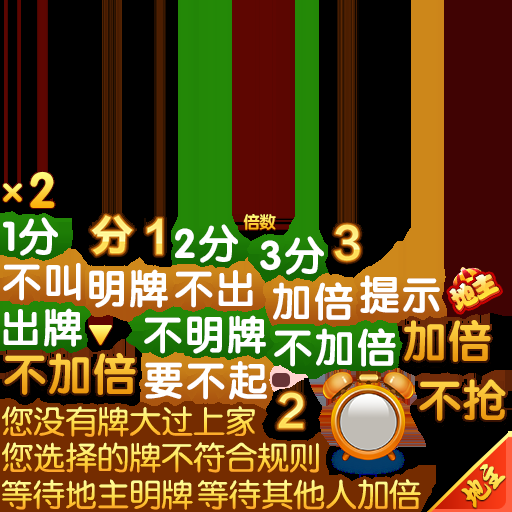 ×2
倍数
1分 分 1 2分 3分 3
不叫 明牌 不出 加倍 提示 地主
出牌 不明牌 不加倍 加倍
不加倍 要不起 2 不抢
您没有牌大过上家
您选择的牌不符合规则
等待地主明牌 等待其他人加倍
地主